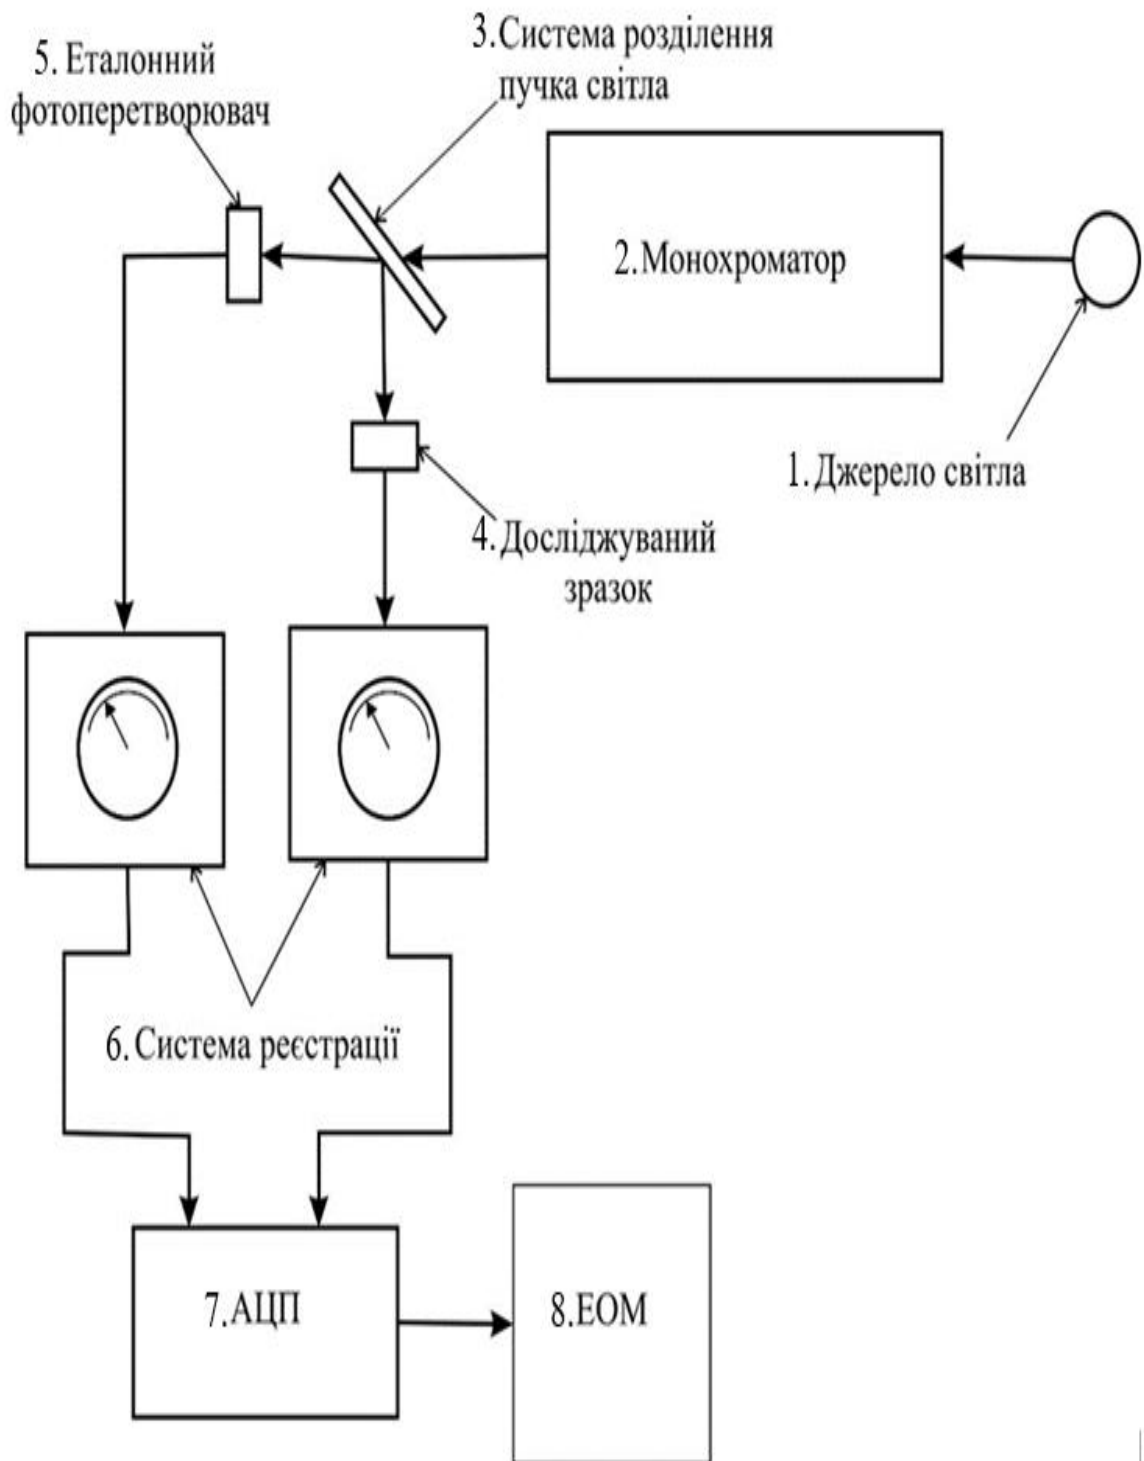 3.Система розділення
пучка світла
5. Еталонний
фотоперетворювач
2.Монохроматор
1.Джерело світла
4.Досліджуваний
зразок
6.Система реєстрації
7.АЦП
8.ЕОМ